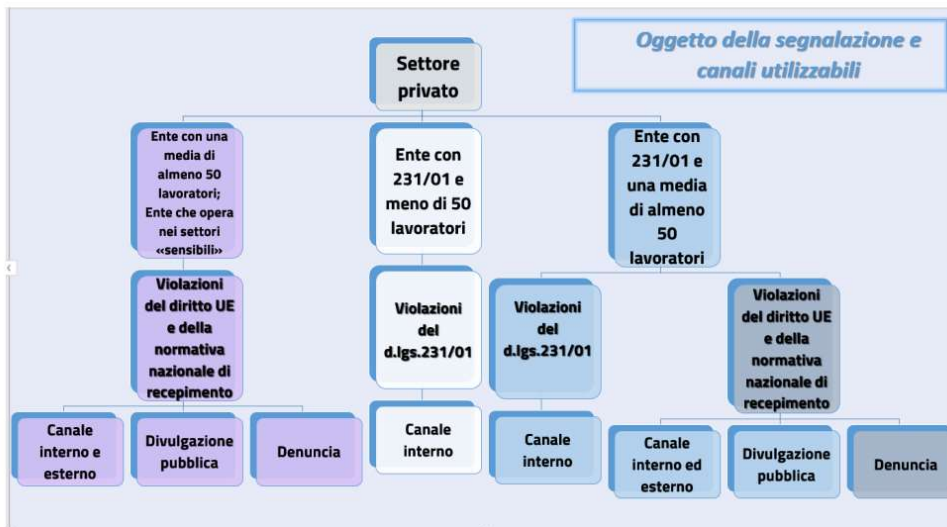 Oggetto della segnalazione e
canali utilizzabili
Settore
privato
Ente con una
media di
almeno 50
lavoratori;
Ente che opera
nei settori
«sensibili»
Ente con
231/01 e
meno di 50
lavoratori
Ente con
231/01 e
una media
di almeno
50
lavoratori
Violazioni
del diritto UE
e della
normativa
nazionale di
recepimento
Violazioni
del
d.lgs.231/01
Violazioni
del
d.lgs.231/01
Violazioni
del diritto UE
e della
normativa
nazionale di
recepimento
Canale
interno e
esterno
Divulgazione
pubblica
Denuncia
Canale
interno
Canale
interno
Canale
interno ed
esterno
Divulgazione
pubblica
Denuncia